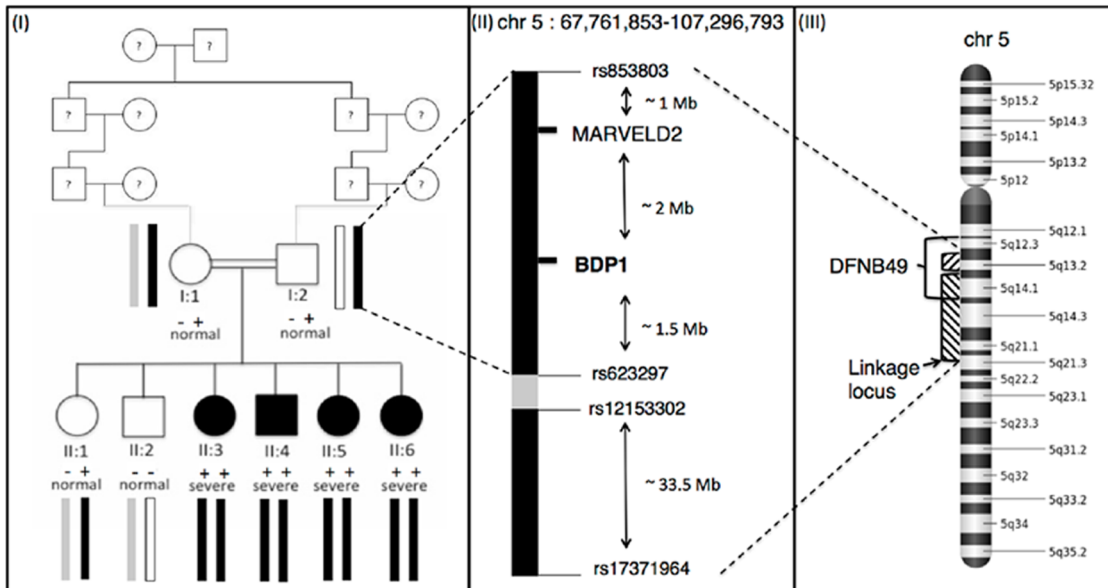 (I)
? ?
? ? ? ?
? ? ? ?
I:1 I:2
- + - +
normal normal
II:1 II:2 II:3 II:4 II:5 II:6
- + - - + + + + + + + +
normal normal severe severe severe severe
(II) chr 5 : 67,761,853-107,296,793
rs853803
~ 1 Mb
MARVELD2
~ 2 Mb
BDP1
~ 1.5 Mb
rs623297
rs12153302
~ 33.5 Mb
rs17371964
(III)
chr 5
5p15.32
5p15.2
5p14.3
5p14.1
5p13.2
5p12
5q12.1
5q12.3
DFNB49
5q13.2
5q14.1
5q14.3
5q21.1
Linkage
locus
5q21.3
5q22.2
5q23.1
5q23.3
5q31.2
5q32
5q33.2
5q34
5q35.2